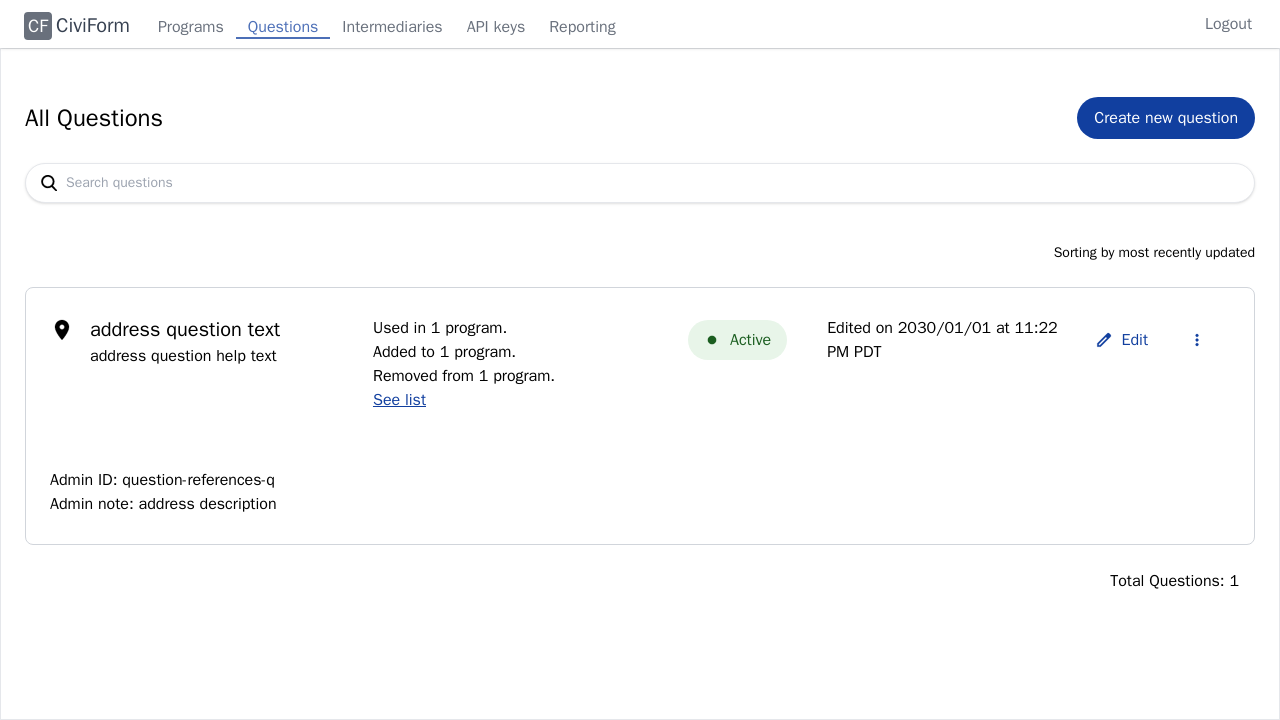 CF CiviForm Programs Questions Intermediaries API keys Reporting Logout
All Questions
Create new question
Search questions
Sorting by most recently updated
address question text
address question help text
Used in 1 program.
Added to 1 program.
Removed from 1 program.
See list
Active
Edited on 2030/01/01 at 11:22
PM PDT
Edit
Admin ID: question-references-q
Admin note: address description
Total Questions: 1